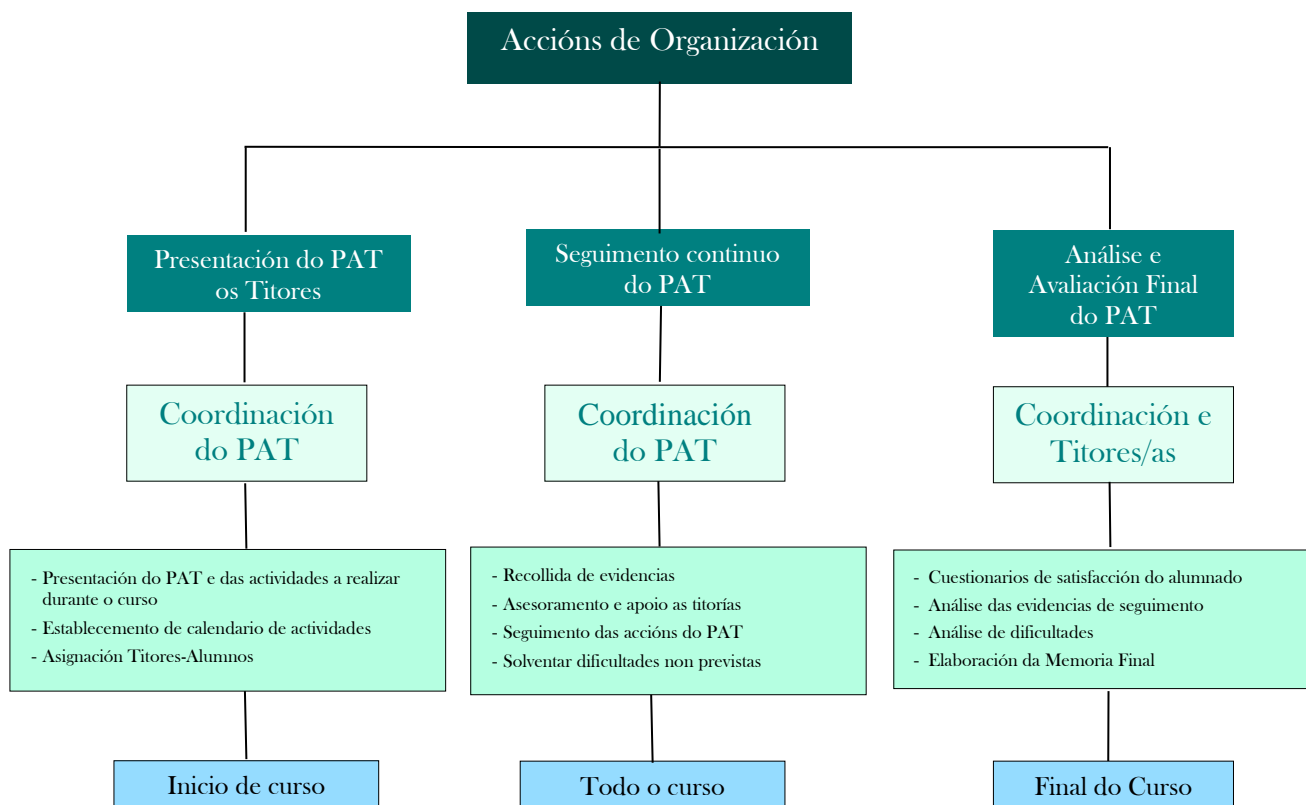 Accións de Organización
Presentación do PAT
os Titores
Seguimento continuo
do PAT
Análise e
Avaliación Final
do PAT
Coordinación
do PAT
Coordinación
do PAT
Coordinación e
Titores/as
- Presentación do PAT e das actividades a realizar
durante o curso
- Establecemento de calendario de actividades
- Asignación Titores-Alumnos
- Recollida de evidencias
- Asesoramento e apoio as titorías
- Seguimento das accións do PAT
- Solventar dificultades non previstas
- Cuestionarios de satisfacción do alumnado
- Análise das evidencias de seguimento
- Análise de dificultades
- Elaboración da Memoria Final
Inicio de curso
Todo o curso
Final do Curso